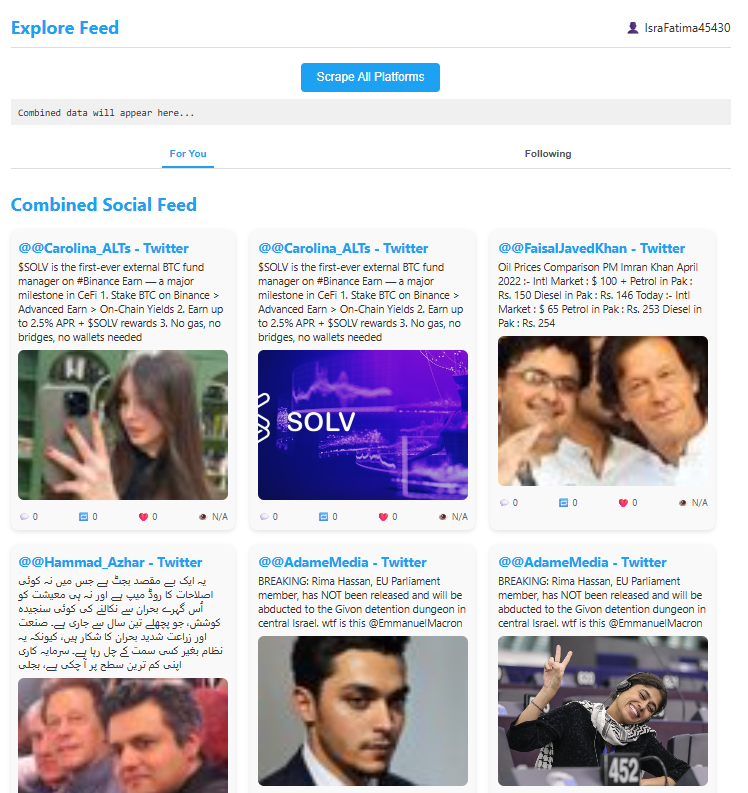 Explore Feed
IsraFatima45430
Scrape All Platforms
Combined data will appear here...
For You
Following
Combined Social Feed
@@Carolina_ALTs - Twitter
$SOLV is the first-ever external BTC fund
manager on #Binance Earn — a major
milestone in CeFi 1. Stake BTC on Binance >
Advanced Earn > On-Chain Yields 2. Earn up
to 2.5% APR + $SOLV rewards 3. No gas, no
bridges, no wallets needed
0
0
0
N/A
@@Carolina_ALTs - Twitter
$SOLV is the first-ever external BTC fund
manager on #Binance Earn — a major
milestone in CeFi 1. Stake BTC on Binance >
Advanced Earn > On-Chain Yields 2. Earn up
to 2.5% APR + $SOLV rewards 3. No gas, no
bridges, no wallets needed
SOLV
0
0
0
N/A
@@FaisalJavedKhan - Twitter
Oil Prices Comparison PM Imran Khan April
2022 :- Intl Market : $ 100 + Petrol in Pak :
Rs. 150 Diesel in Pak : Rs. 146 Today :- Intl
Market : $ 65 Petrol in Pak : Rs. 253 Diesel in
Pak : Rs. 254
0
0
0
N/A
@@Hammad_Azhar - Twitter
یہ ایک بے مقصد بجٹ ہے جس میں نہ کوئی
اصلاحات کا روڈ میپ ہے اور نہ ہی معیشت کو
اُس گہرے بحران سے نکالنے کی کوئی سنجیدہ
کوشش، جو پچھلے تین سال سے جاری ہے۔ صنعت
اور زراعت شدید بحران کا شکار ہیں، کیونکہ یہ
نظام بغیر کسی سمت کے چل رہا ہے۔ سرمایہ کاری
اپنی کم ترین سطح پر آ چکی ہے، بجلی
@@AdameMedia - Twitter
BREAKING: Rima Hassan, EU Parliament
member, has NOT been released and will be
abducted to the Givon detention dungeon in
central Israel. wtf is this @EmmanuelMacron
@@AdameMedia - Twitter
BREAKING: Rima Hassan, EU Parliament
member, has NOT been released and will be
abducted to the Givon detention dungeon in
central Israel. wtf is this @EmmanuelMacron
452